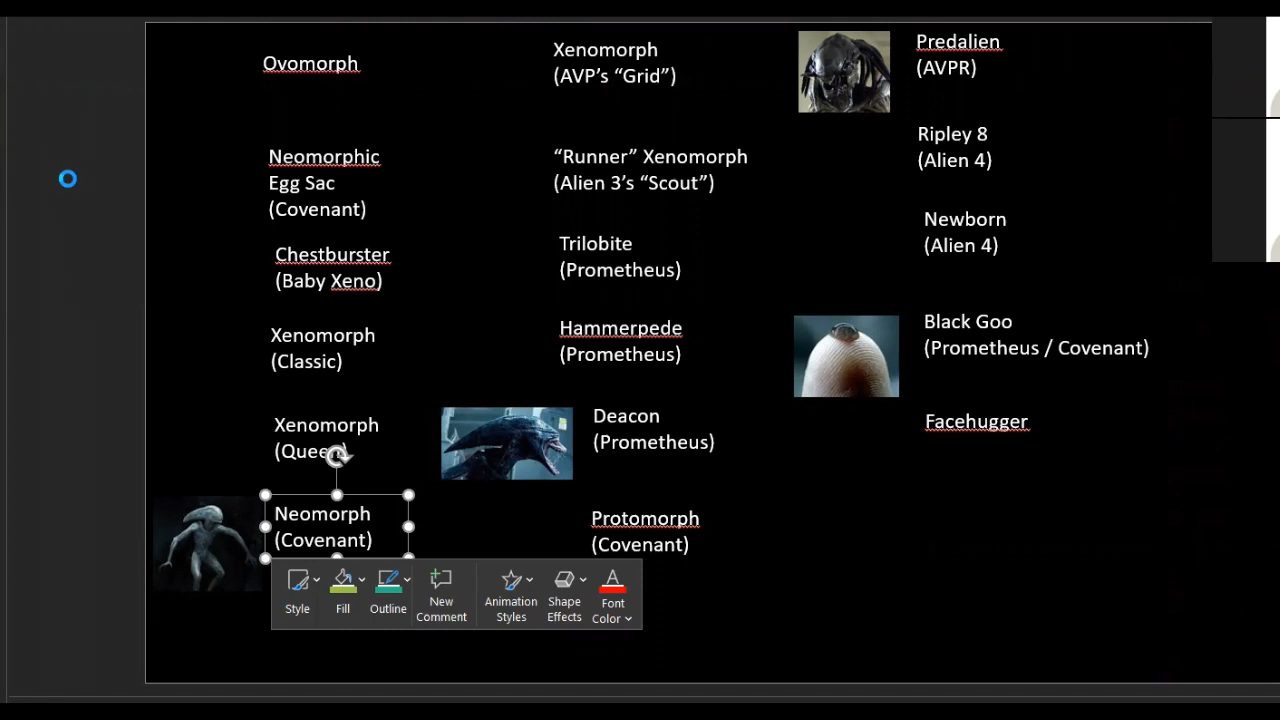 Ovomorph
Neomorphic
Egg Sac
(Covenant)
Chestburster
(Baby Xeno)
Xenomorph
(Classic)
Xenomorph
Neomorph
(Covenant)
Xenomorph
(AVP's “Grid”)
“Runner” Xenomorph
(Alien 3's “Scout”)
Trilobite
(Prometheus)
Hammerpede
(Prometheus)
Deacon
(Prometheus)
Protomorph
(Covenant)
Predalien
(AVPR)
Ripley 8
(Alien 4)
Newborn
(Alien 4)
Black Goo
(Prometheus / Covenant)
Facehugger
Style
Fill
Outline
New
Comment
Animation
Styles
Shape
Effects
Font
Color